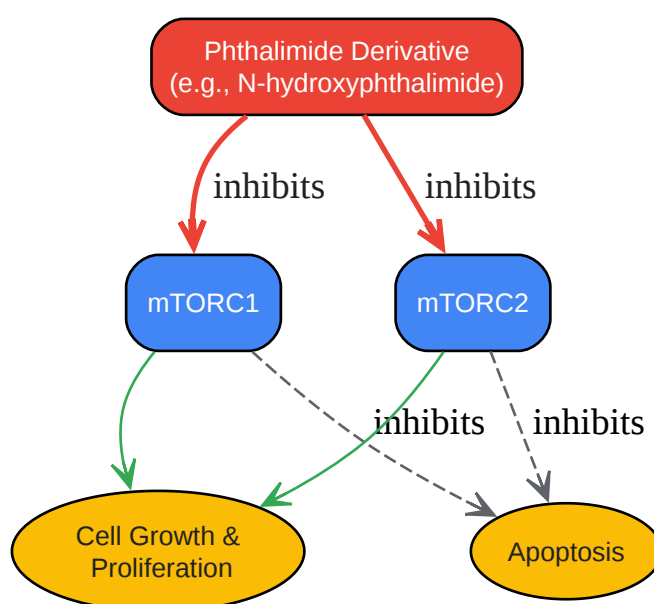 Phthalimide Derivative
(e.g., N-hydroxyphthalimide)
inhibits
inhibits
mTORC1
mTORC2
inhibits
inhibits
Cell Growth &
Proliferation
Apoptosis